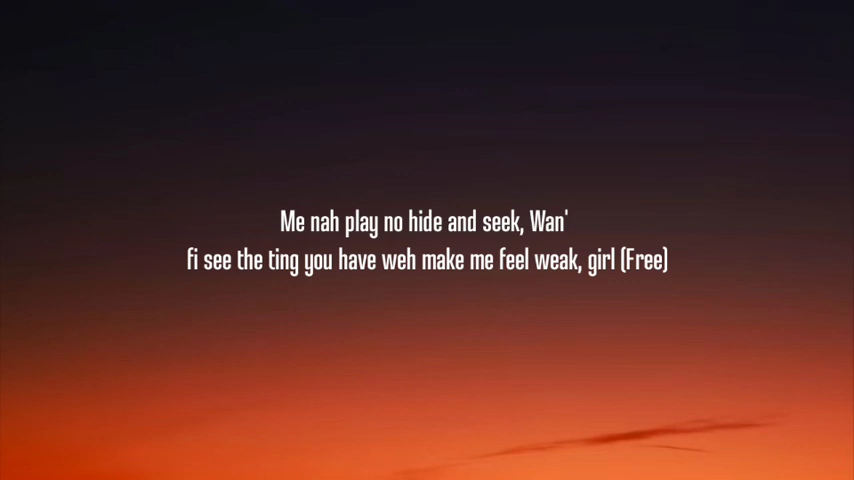 Me nah play no hide and seek, Wan'
fi see the ting you have weh make me feel weak, girl (Free)